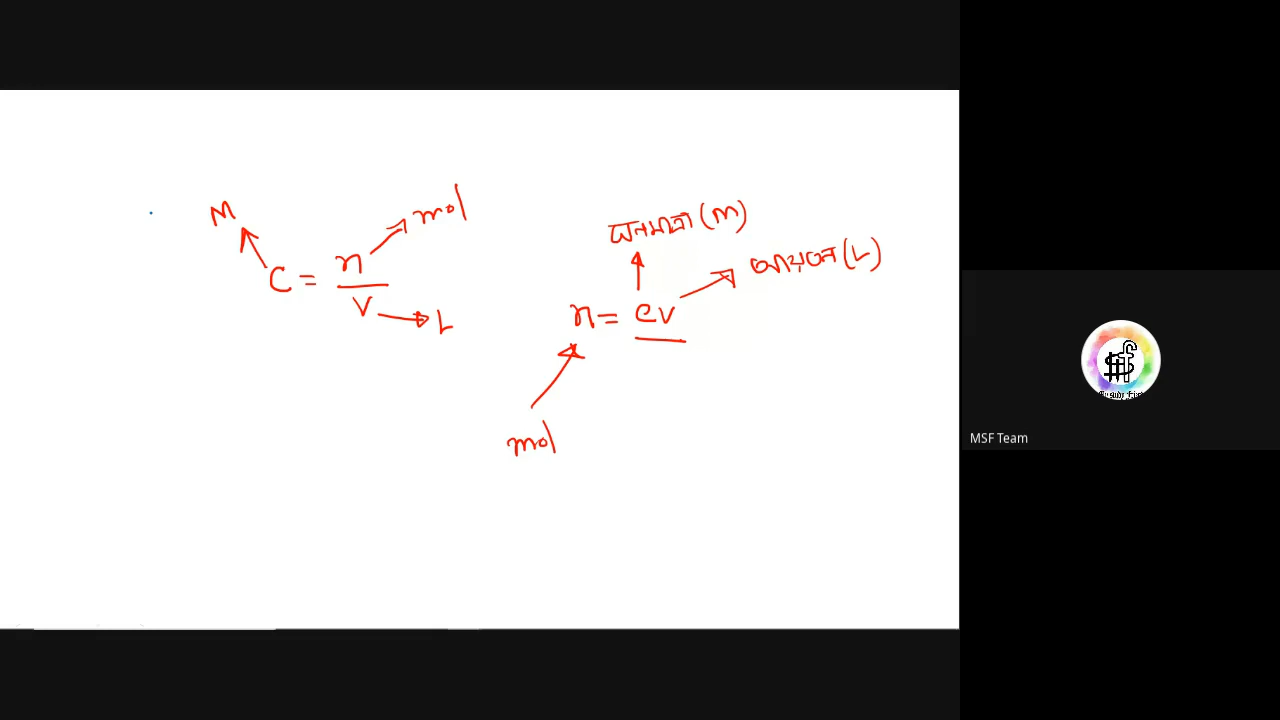 M
mol
C = n/V
L
ঘনমাত্রা (M)
আয়তন (L)
n = CV
mol
MSF Team